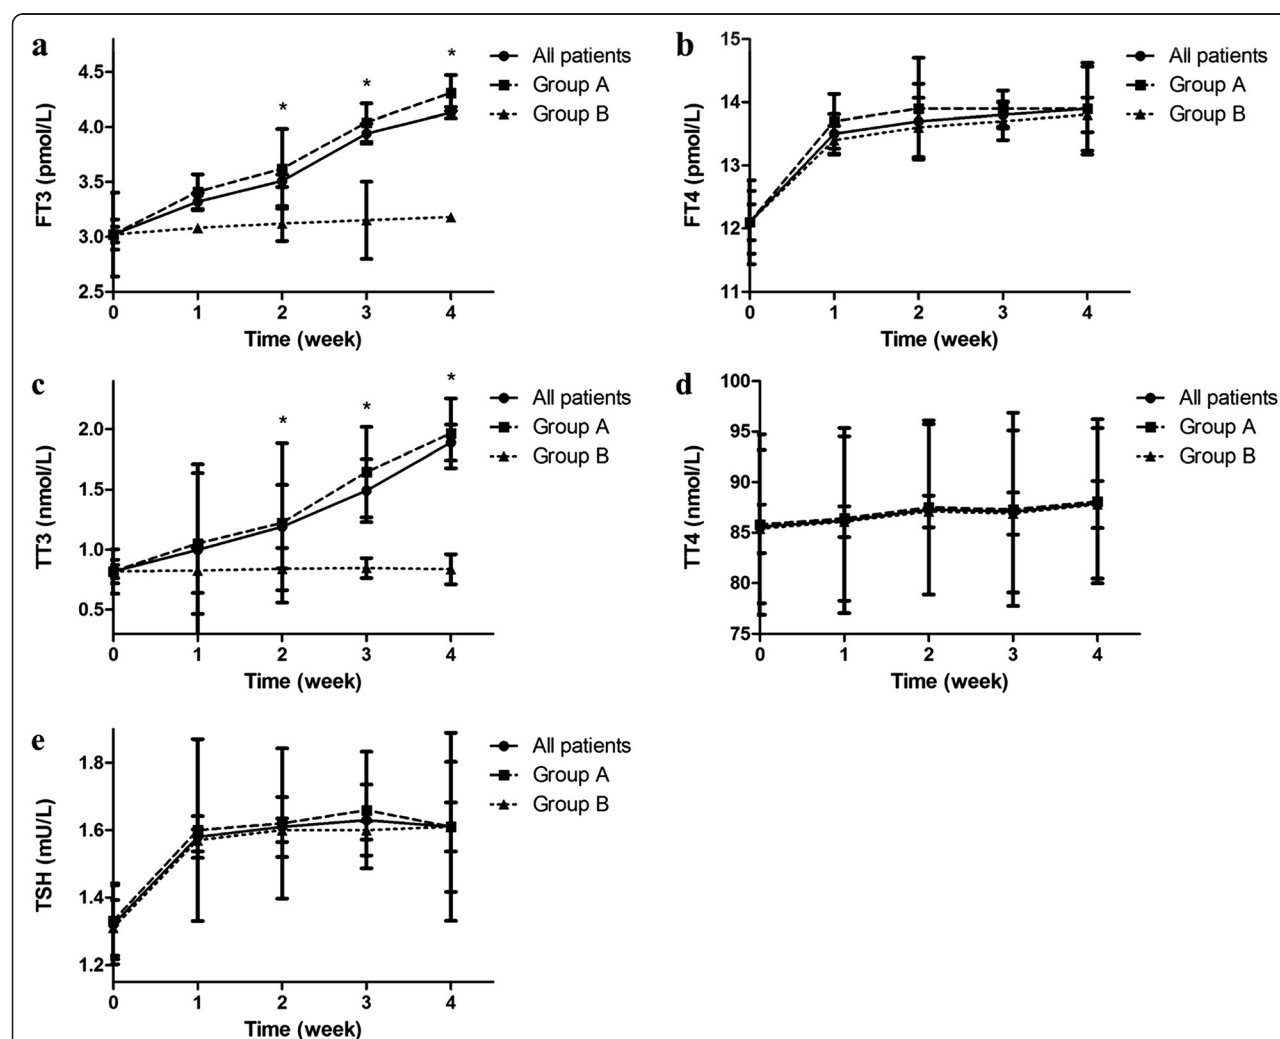 a
FT3 (pmol/L)
4.5
4.0
3.5
3.0
2.5
* * *
0 1 2 3 4
Time (week)
All patients
Group A
Group B
b
FT4 (pmol/L)
15
14
13
12
11
0 1 2 3 4
Time (week)
All patients
Group A
Group B
c
TT3 (nmol/L)
2.0
1.5
1.0
0.5
* * *
0 1 2 3 4
Time (week)
All patients
Group A
Group B
d
TT4 (nmol/L)
100
95
90
85
80
75
0 1 2 3 4
Time (week)
All patients
Group A
Group B
e
TSH (mU/L)
1.8
1.6
1.4
1.2
0 1 2 3 4
Time (week)
All patients
Group A
Group B